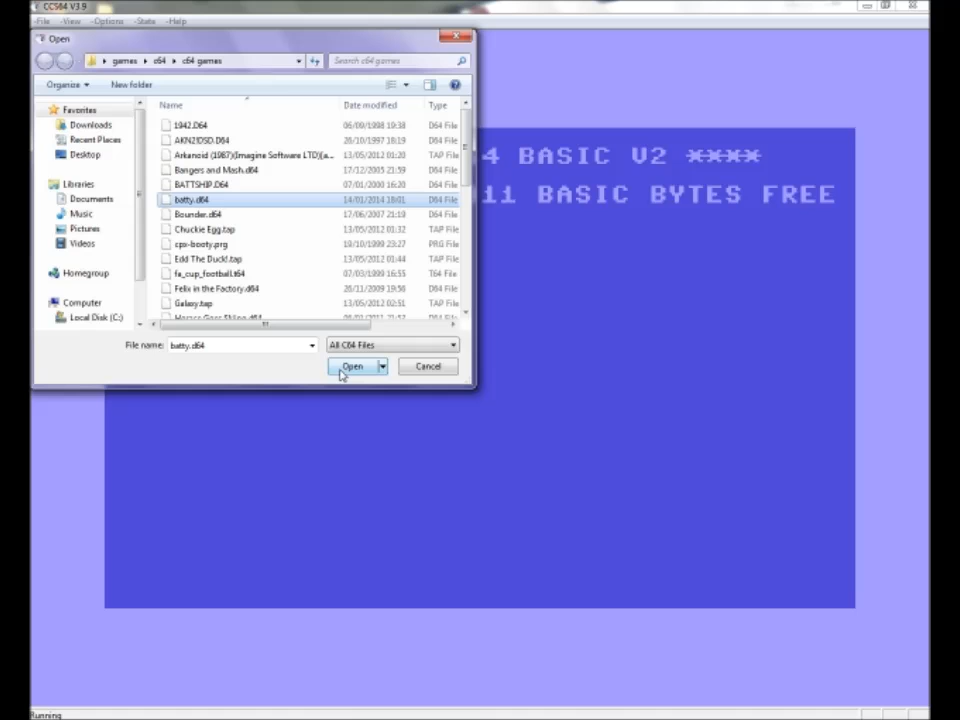 CCS64 V3.9
-File -View -Options -State -Help
Open
games c64 c64 games
Search c64 games
Organize New folder
Name Date modified Type
Favorites
Downloads
Recent Places
Desktop
Libraries
Documents
Music
Pictures
Videos
Homegroup
Computer
Local Disk (C:)
1942.D64 06/09/1998 19:38 D64 File
26/10/1997 18:19 D64 File
Arkanoid (1987)(Imagine Software LTD)[a... 13/05/2012 01:20 TAP File
Bangers and Mash.d64 17/12/2005 21:59 D64 File
BATTSHIP.D64 07/01/2000 16:20 D64 File
batty.d64 14/01/2014 18:01 D64 File
Bounder.d64 17/06/2007 21:19 D64 File
Chuckie Egg.tap 13/05/2012 01:32 TAP File
cpx-booty.prg 19/10/1999 23:27 PRG File
Edd The Duck!.tap 13/05/2012 01:44 TAP File
fa_cup_football.t64 07/03/1999 16:55 T64 File
Felix in the Factory.d64 26/11/2009 19:56 D64 File
Galaxy.tap 13/05/2012 02:51 TAP File
File name: batty.d64
All C64 Files
Open Cancel
4 BASIC V2 ****
11 BASIC BYTES FREE
Running